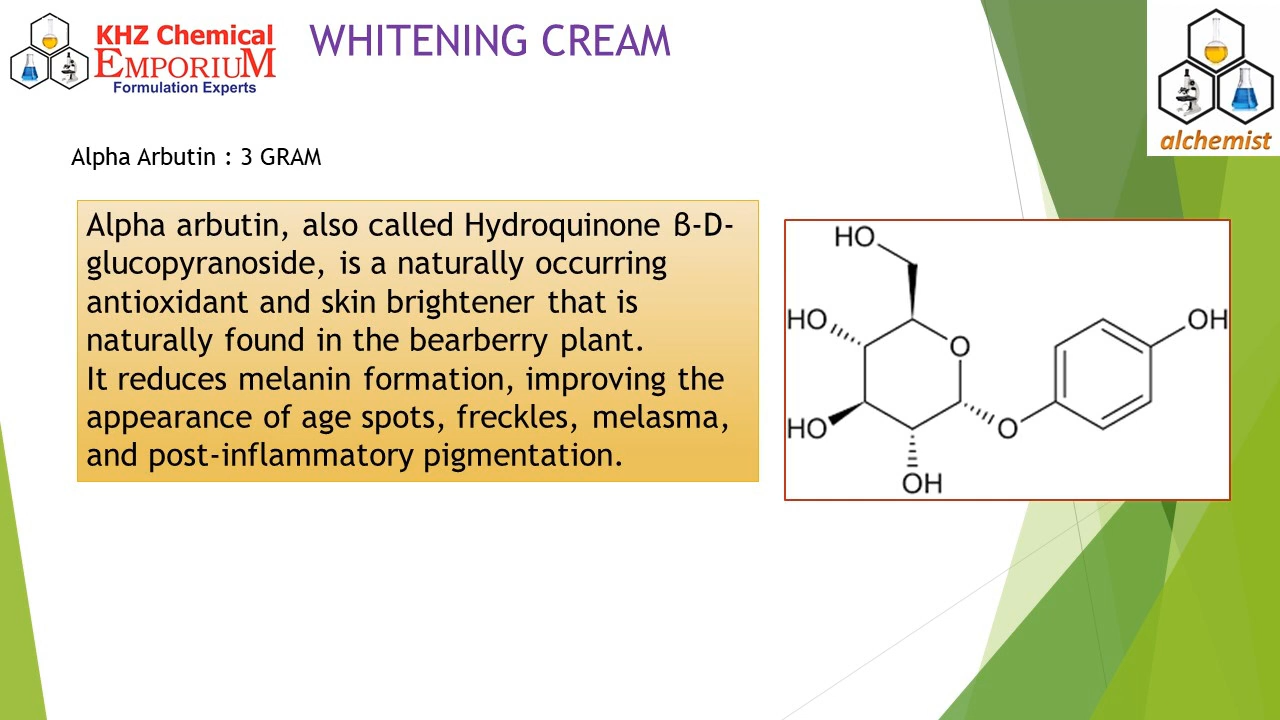 KHZ Chemical
EMPORIUM
Formulation Experts
WHITENING CREAM
alchemist
Alpha Arbutin : 3 GRAM
Alpha arbutin, also called Hydroquinone ß-D-
glucopyranoside, is a naturally occurring
antioxidant and skin brightener that is
naturally found in the bearberry plant.
It reduces melanin formation, improving the
appearance of age spots, freckles, melasma,
and post-inflammatory pigmentation.
HO
HO
O
OH
HO
O
OH